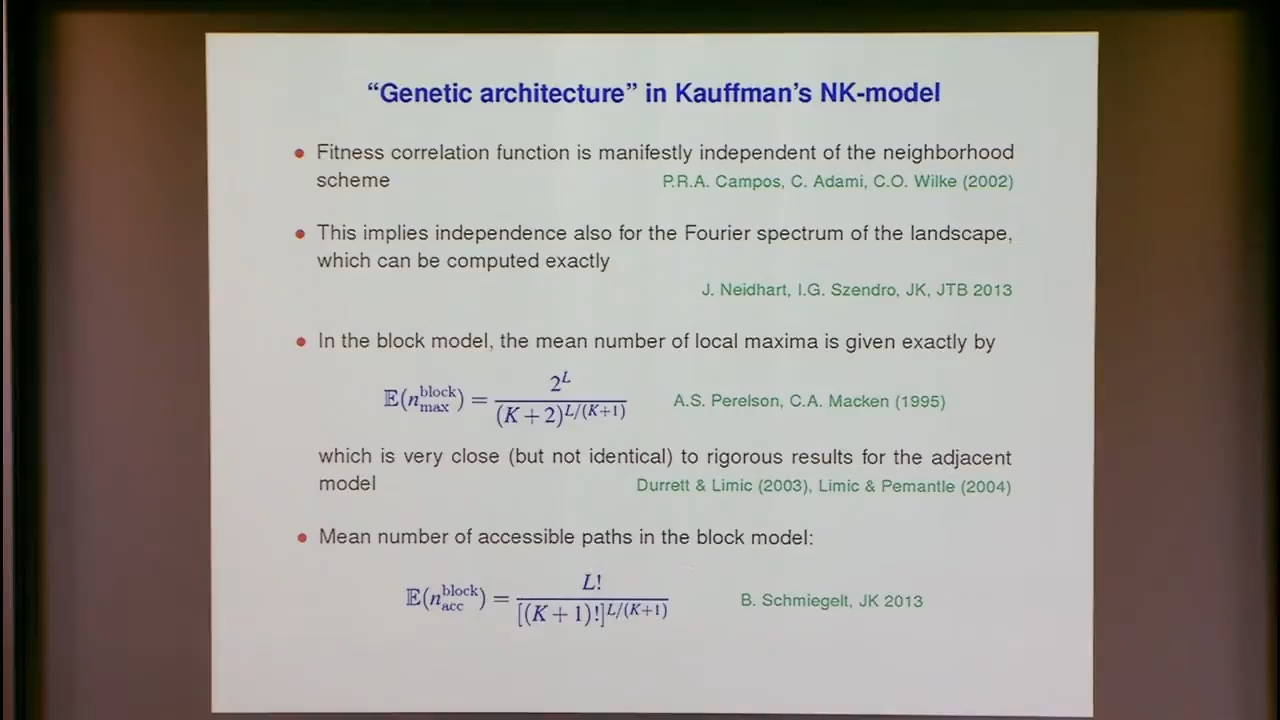 “Genetic architecture” in Kauffman’s NK-model
• Fitness correlation function is manifestly independent of the neighborhood
scheme P.R.A. Campos, C. Adami, C.O. Wilke (2002)
• This implies independence also for the Fourier spectrum of the landscape,
which can be computed exactly
J. Neidhart, I.G. Szendro, JK, JTB 2013
• In the block model, the mean number of local maxima is given exactly by
𝔼(n_max^block) = 2^L / (K + 2)^{L/(K+1)} A.S. Perelson, C.A. Macken (1995)
which is very close (but not identical) to rigorous results for the adjacent
model Durrett & Limic (2003), Limic & Pemantle (2004)
• Mean number of accessible paths in the block model:
𝔼(n_acc^block) = L! / [(K + 1)!]^{L/(K+1)} B. Schmiegelt, JK 2013